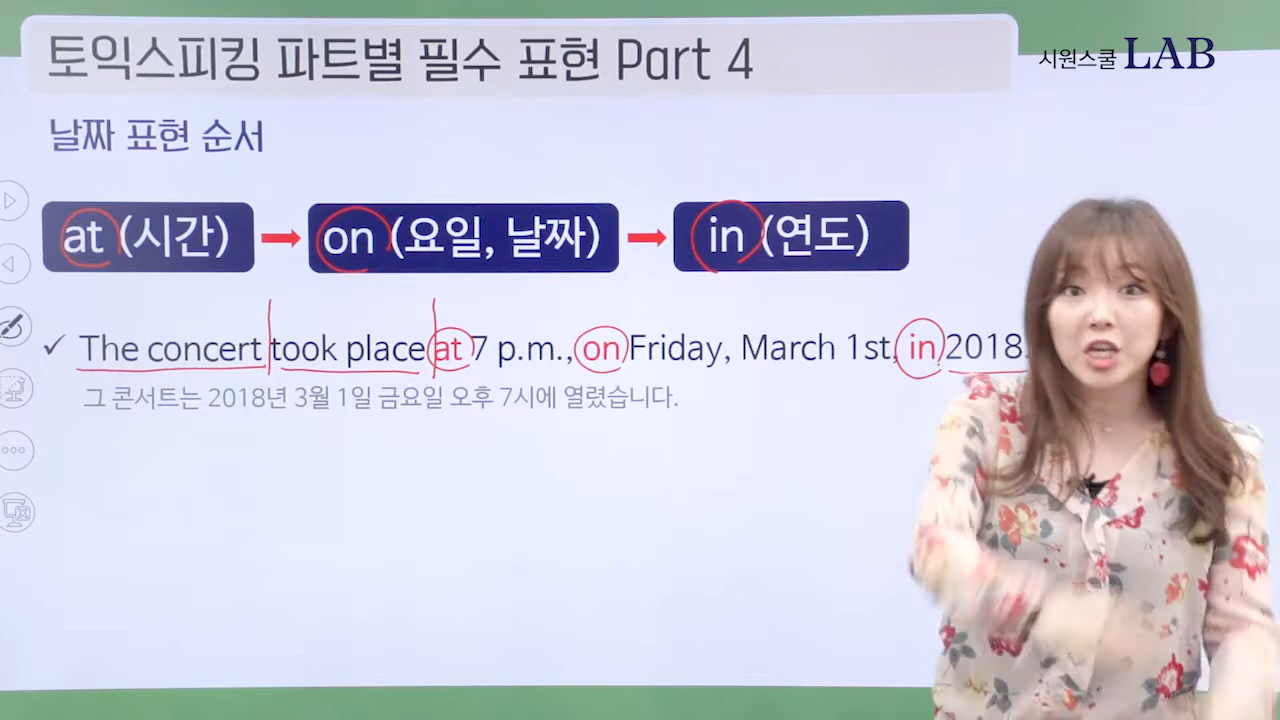 토익스피킹 파트별 필수 표현 Part 4
시원스쿨 LAB
날짜 표현 순서
at (시간) → on (요일, 날짜) → in (연도)
✓ The concert took place at 7 p.m., on Friday, March 1st, in 2018.
그 콘서트는 2018년 3월 1일 금요일 오후 7시에 열렸습니다.